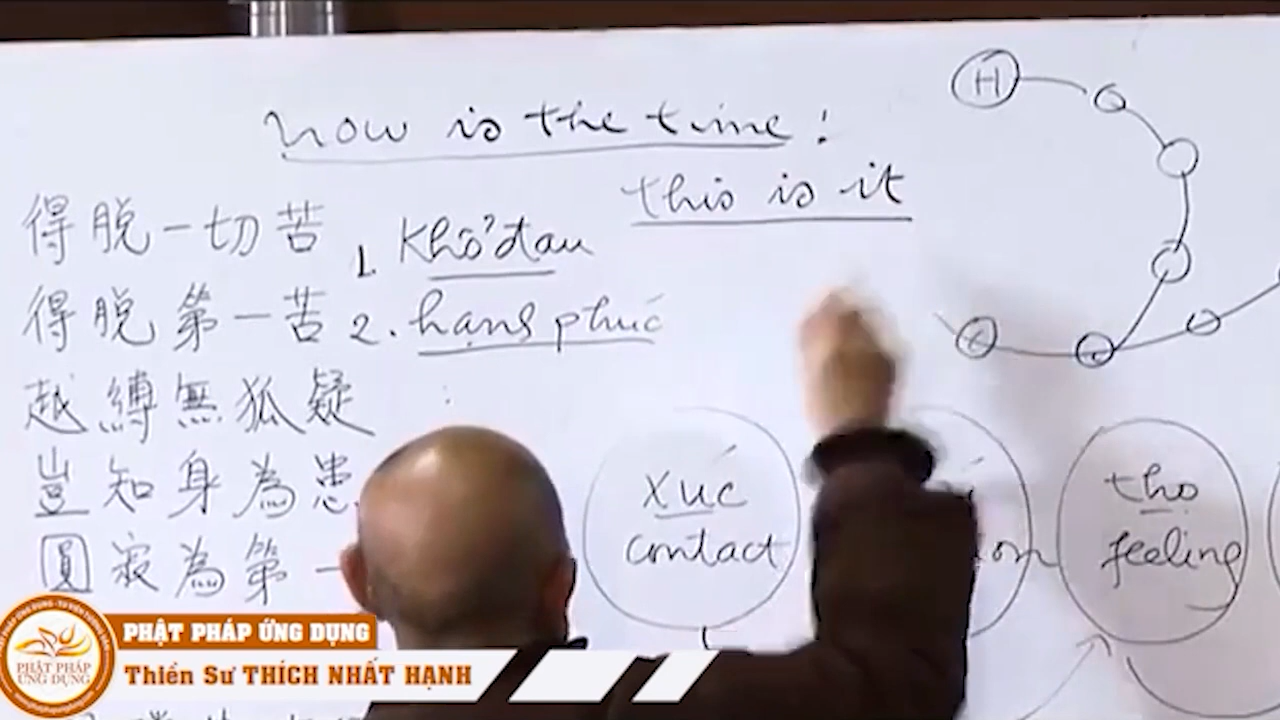 now is the time :
this is it
得脱一切苦
1. Khổ đau
得脱第一苦
2. hạnh phúc
越縛無狐疑
豈知身為患
圓寂為第一
H
xúc
contact
thọ
feeling
PHẬT PHÁP ỨNG DỤNG
Thiền Sư THÍCH NHẤT HẠNH
PHẬT PHÁP
ỨNG DỤNG